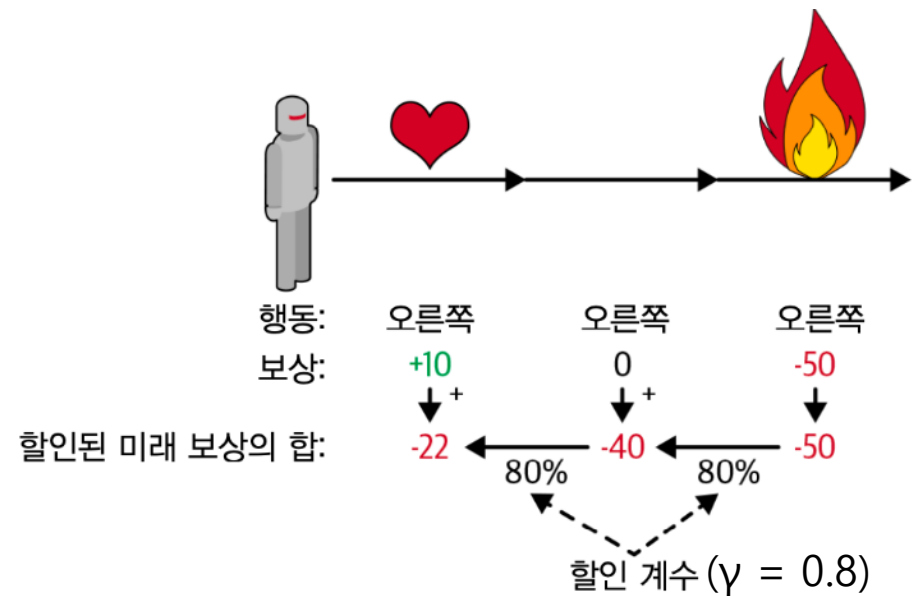 행동: 오른쪽 오른쪽 오른쪽
보상: +10 0 -50
+ +
할인된 미래 보상의 합: -22 -40 -50
80% 80%
할인 계수 (γ = 0.8)